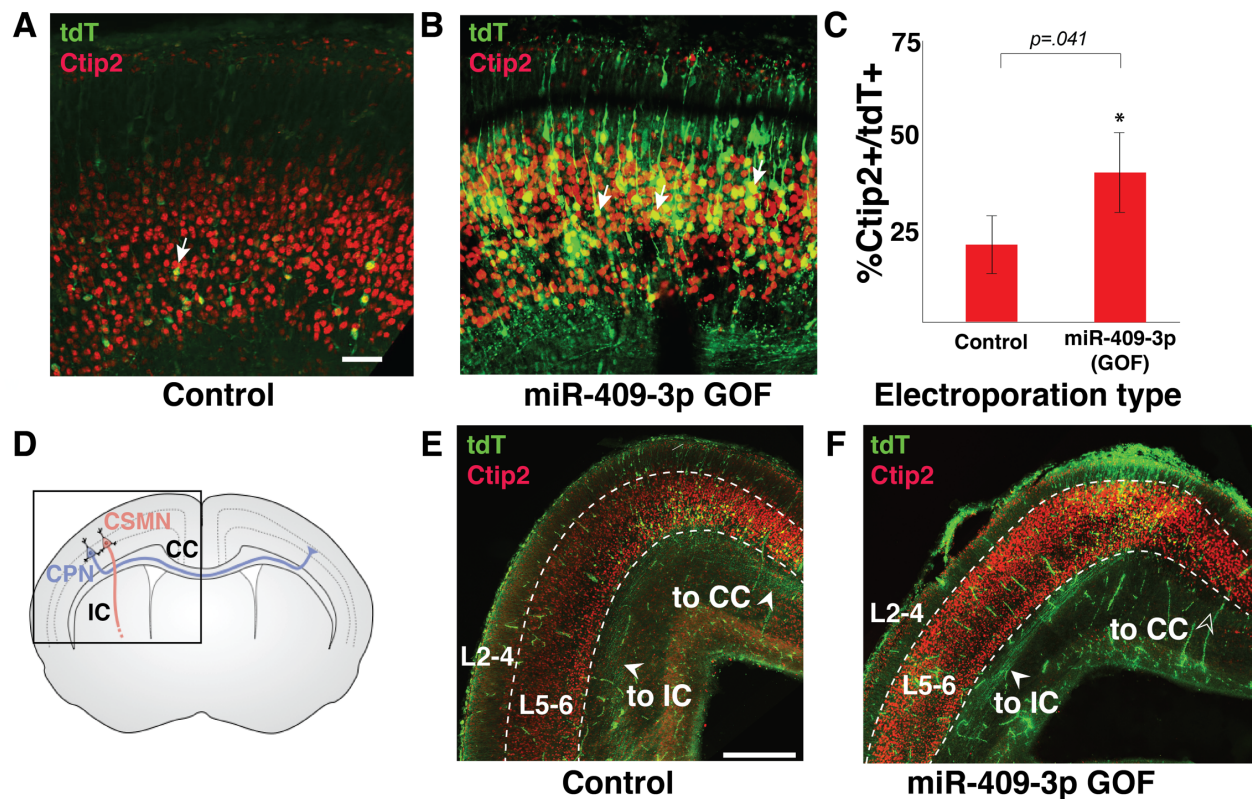 A
tdT
Ctip2
Control
B
tdT
Ctip2
miR-409-3p GOF
C
%Ctip2+/tdT+
75
50
25
p=.041
*
Control
miR-409-3p
(GOF)
Electroporation type
D
CSMN
CC
CPN
IC
E
tdT
Ctip2
to CC
L2-4
to IC
L5-6
Control
F
tdT
Ctip2
L2-4
to CC
L5-6
to IC
miR-409-3p GOF